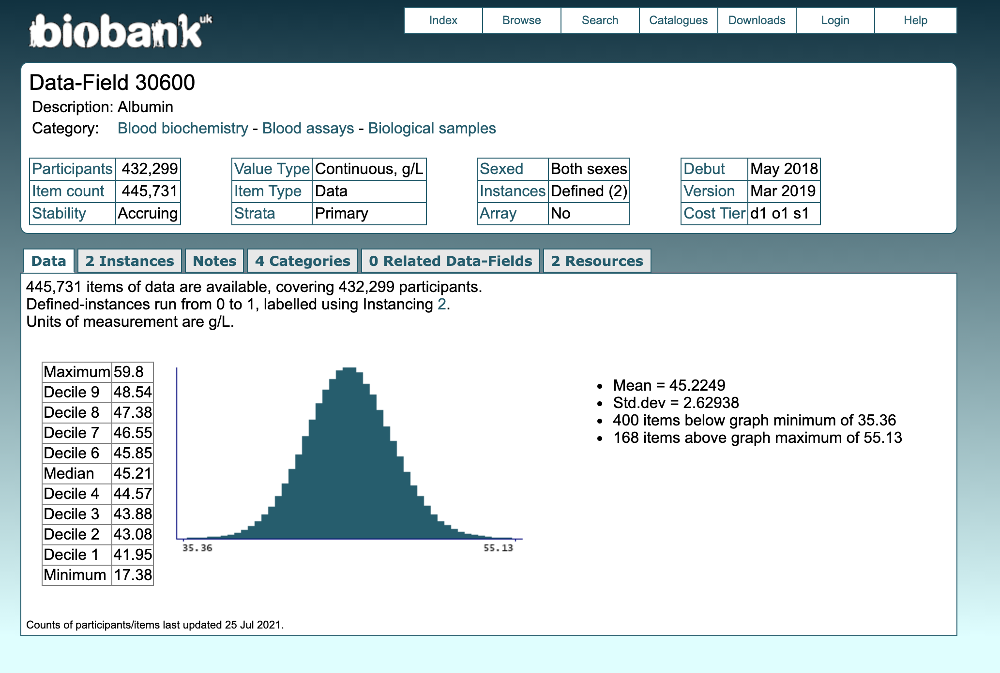 biobank uk
Index Browse Search Catalogues Downloads Login Help
Data-Field 30600
Description: Albumin
Category: Blood biochemistry - Blood assays - Biological samples
Participants 432,299 Value Type Continuous, g/L Sexed Both sexes Debut May 2018
Item count 445,731 Item Type Data Instances Defined (2) Version Mar 2019
Stability Accruing Strata Primary Array No Cost Tier d1 o1 s1
Data 2 Instances Notes 4 Categories 0 Related Data-Fields 2 Resources
445,731 items of data are available, covering 432,299 participants.
Defined-instances run from 0 to 1, labelled using Instancing 2.
Units of measurement are g/L.
Maximum 59.8
Decile 9 48.54
Decile 8 47.38
Decile 7 46.55
Decile 6 45.85
Median 45.21
Decile 4 44.57
Decile 3 43.88
Decile 2 43.08
Decile 1 41.95
Minimum 17.38
35.36 55.13
• Mean = 45.2249
• Std.dev = 2.62938
• 400 items below graph minimum of 35.36
• 168 items above graph maximum of 55.13
Counts of participants/items last updated 25 Jul 2021.